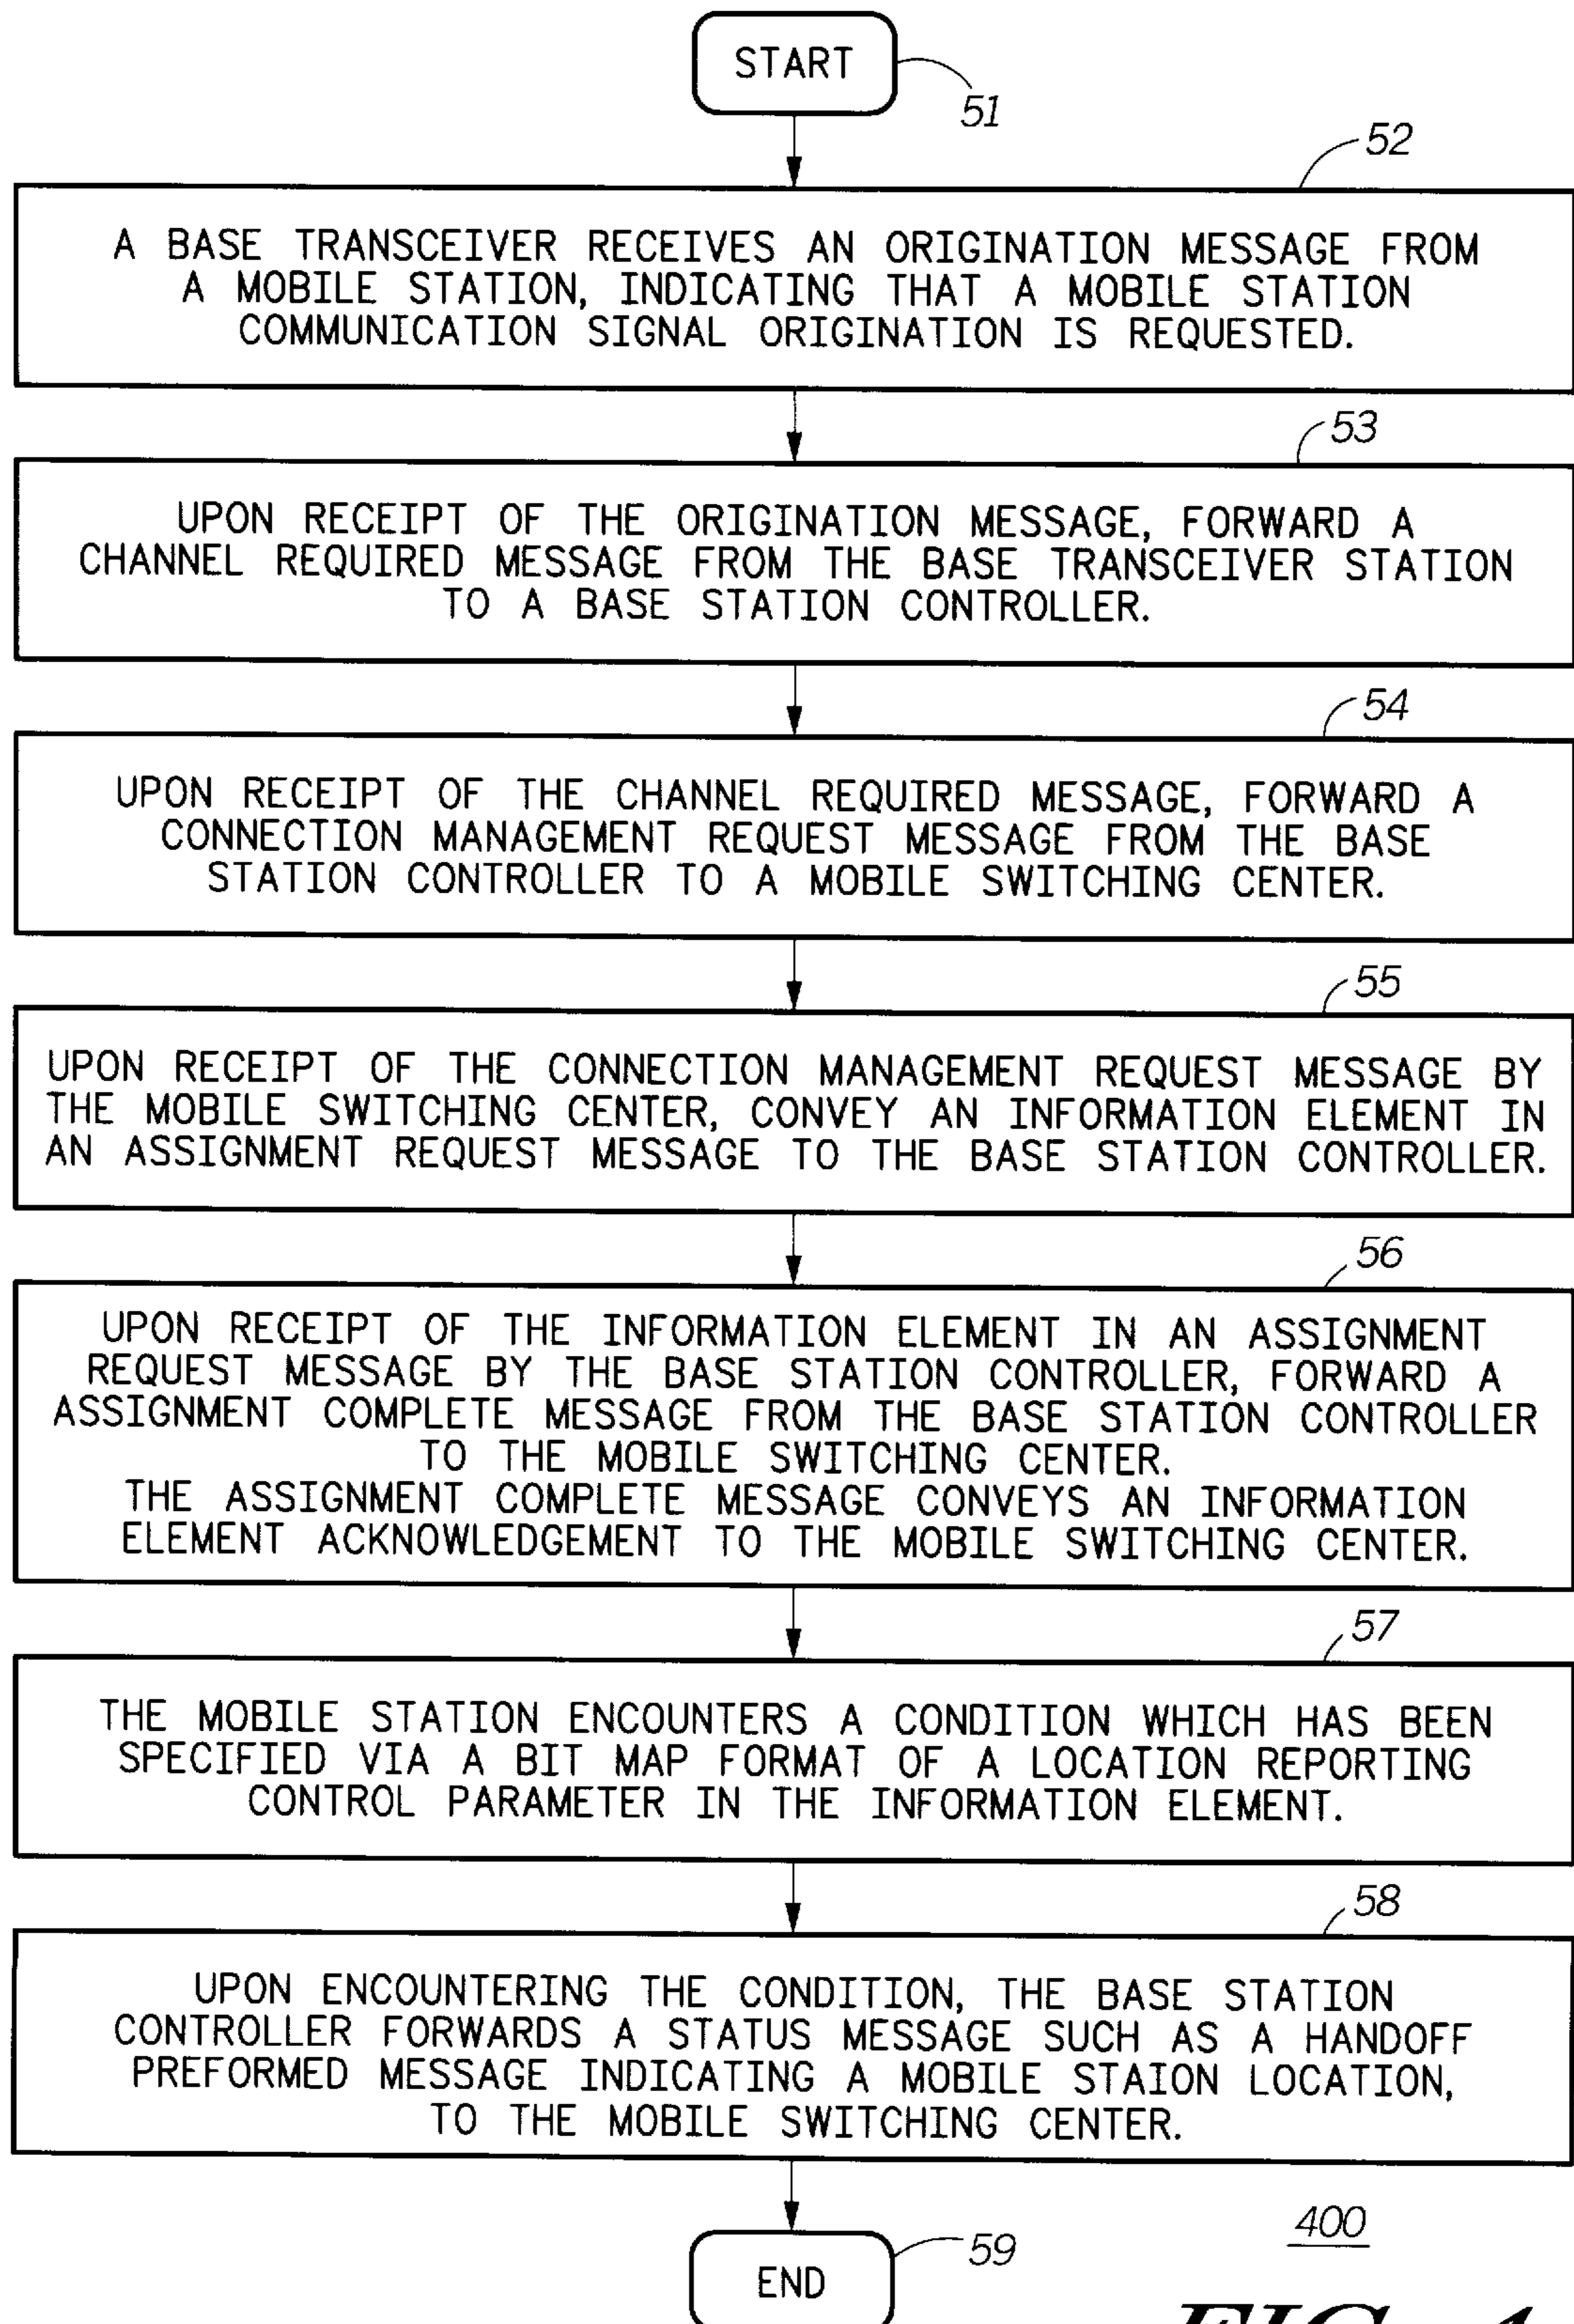 START
51
52
A BASE TRANSCEIVER RECEIVES AN ORIGINATION MESSAGE FROM
A MOBILE STATION, INDICATING THAT A MOBILE STATION
COMMUNICATION SIGNAL ORIGINATION IS REQUESTED.
53
UPON RECEIPT OF THE ORIGINATION MESSAGE, FORWARD A
CHANNEL REQUIRED MESSAGE FROM THE BASE TRANSCEIVER STATION
TO A BASE STATION CONTROLLER.
54
UPON RECEIPT OF THE CHANNEL REQUIRED MESSAGE, FORWARD A
CONNECTION MANAGEMENT REQUEST MESSAGE FROM THE BASE
STATION CONTROLLER TO A MOBILE SWITCHING CENTER.
55
UPON RECEIPT OF THE CONNECTION MANAGEMENT REQUEST MESSAGE BY
THE MOBILE SWITCHING CENTER, CONVEY AN INFORMATION ELEMENT IN
AN ASSIGNMENT REQUEST MESSAGE TO THE BASE STATION CONTROLLER.
56
UPON RECEIPT OF THE INFORMATION ELEMENT IN AN ASSIGNMENT
REQUEST MESSAGE BY THE BASE STATION CONTROLLER, FORWARD A
ASSIGNMENT COMPLETE MESSAGE FROM THE BASE STATION CONTROLLER
TO THE MOBILE SWITCHING CENTER.
THE ASSIGNMENT COMPLETE MESSAGE CONVEYS AN INFORMATION
ELEMENT ACKNOWLEDGEMENT TO THE MOBILE SWITCHING CENTER.
57
THE MOBILE STATION ENCOUNTERS A CONDITION WHICH HAS BEEN
SPECIFIED VIA A BIT MAP FORMAT OF A LOCATION REPORTING
CONTROL PARAMETER IN THE INFORMATION ELEMENT.
58
UPON ENCOUNTERING THE CONDITION, THE BASE STATION
CONTROLLER FORWARDS A STATUS MESSAGE SUCH AS A HANDOFF
PREFORMED MESSAGE INDICATING A MOBILE STAION LOCATION,
TO THE MOBILE SWITCHING CENTER.
400
59
END